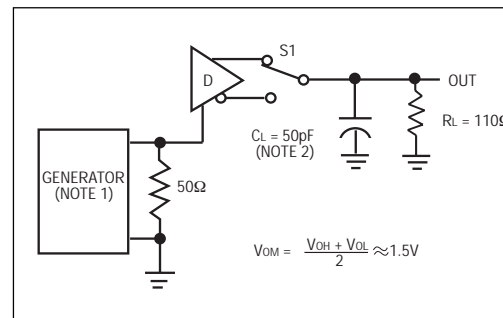 S1
D
OUT
CL = 50pF
(NOTE 2)
RL = 110Ω
GENERATOR
(NOTE 1)
50Ω
VOM = VOH + VOL / 2 ≈ 1.5V